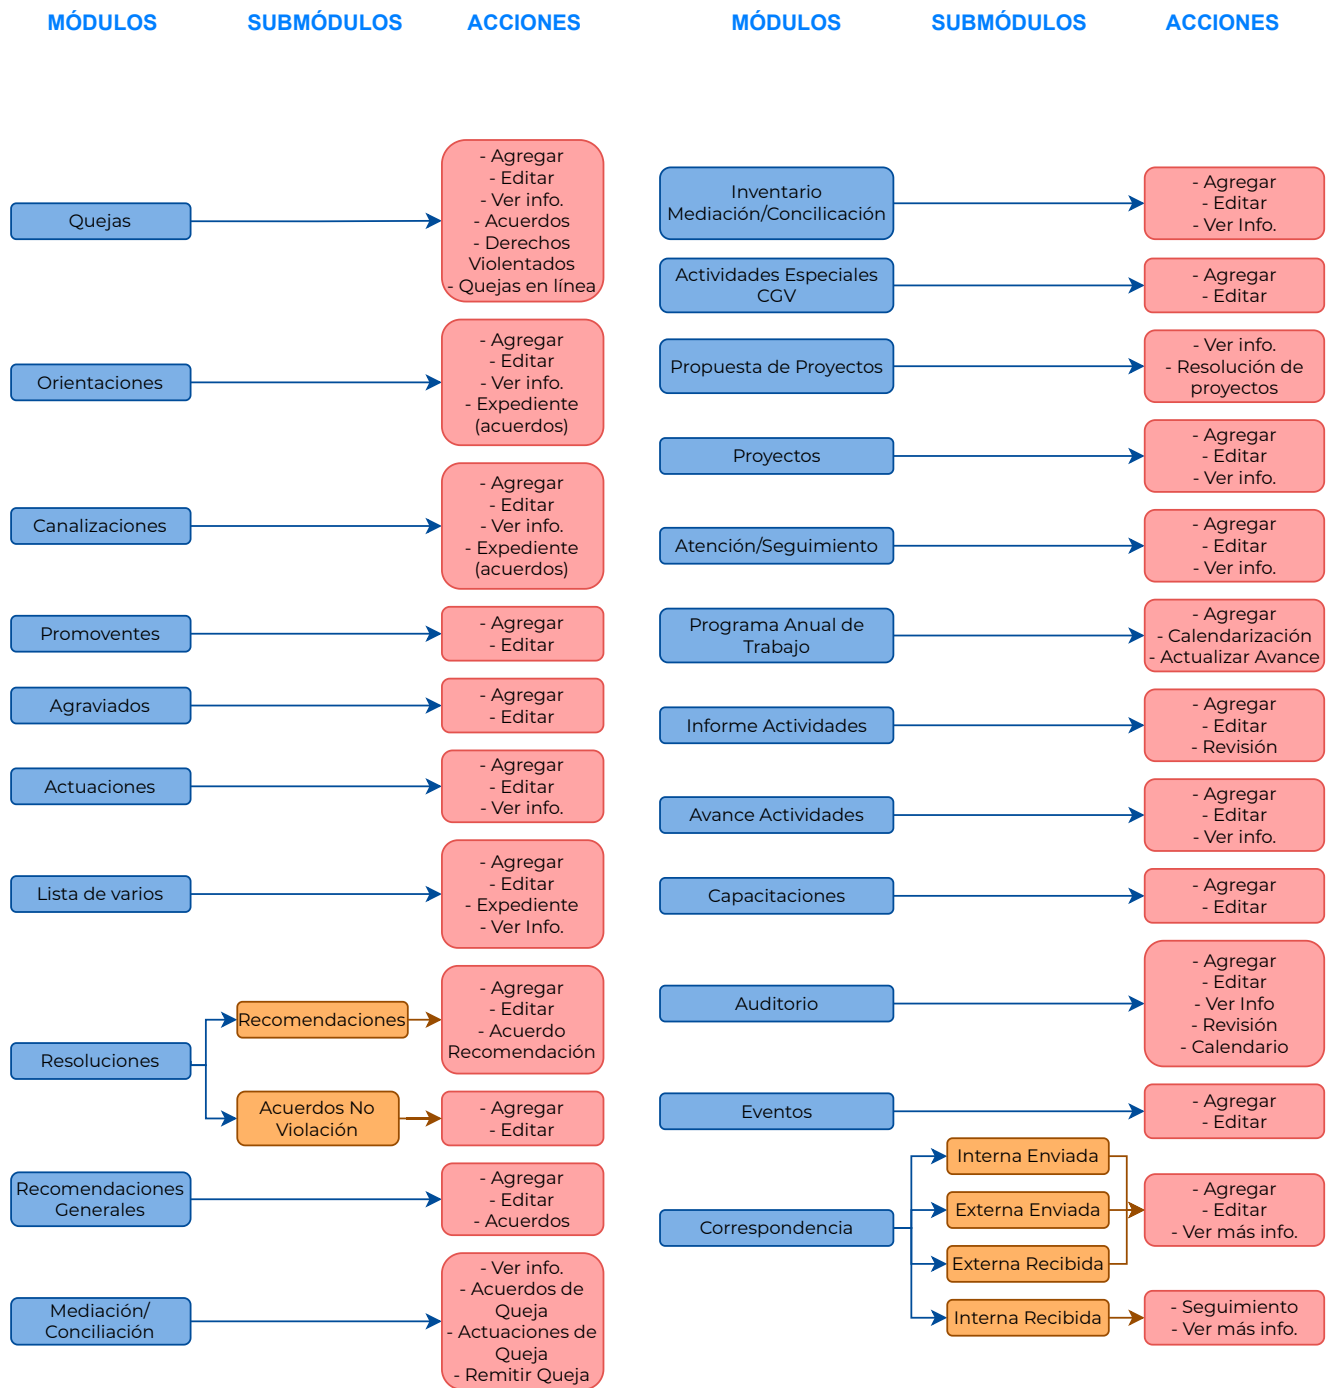 MÓDULOS
SUBMÓDULOS
ACCIONES
Quejas
- Agregar
- Editar
- Ver info.
- Acuerdos
- Derechos
Violentados
- Quejas en línea
Orientaciones
- Agregar
- Editar
- Ver info.
- Expediente
(acuerdos)
Canalizaciones
- Agregar
- Editar
- Ver info.
- Expediente
(acuerdos)
Promoventes
- Agregar
- Editar
Agraviados
- Agregar
- Editar
Actuaciones
- Agregar
- Editar
- Ver info.
Lista de varios
- Agregar
- Editar
- Expediente
- Ver Info.
Resoluciones
Recomendaciones
- Agregar
- Editar
- Acuerdo
Recomendación
Acuerdos No
Violación
- Agregar
- Editar
Recomendaciones
Generales
- Agregar
- Editar
- Acuerdos
Mediación/
Conciliación
- Ver info.
- Acuerdos de
Queja
- Actuaciones de
Queja
- Remitir Queja
MÓDULOS
SUBMÓDULOS
ACCIONES
Inventario
Mediación/Concilicación
- Agregar
- Editar
- Ver Info.
Actividades Especiales
CGV
- Agregar
- Editar
Propuesta de Proyectos
- Ver info.
- Resolución de
proyectos
Proyectos
- Agregar
- Editar
- Ver info.
Atención/Seguimiento
- Agregar
- Editar
- Ver info.
Programa Anual de
Trabajo
- Agregar
- Calendarización
- Actualizar Avance
Informe Actividades
- Agregar
- Editar
- Revisión
Avance Actividades
- Agregar
- Editar
- Ver info.
Capacitaciones
- Agregar
- Editar
Auditorio
- Agregar
- Editar
- Ver Info
- Revisión
- Calendario
Eventos
- Agregar
- Editar
Correspondencia
Interna Enviada
Externa Enviada
Externa Recibida
- Agregar
- Editar
- Ver más info.
Interna Recibida
- Seguimiento
- Ver más info.